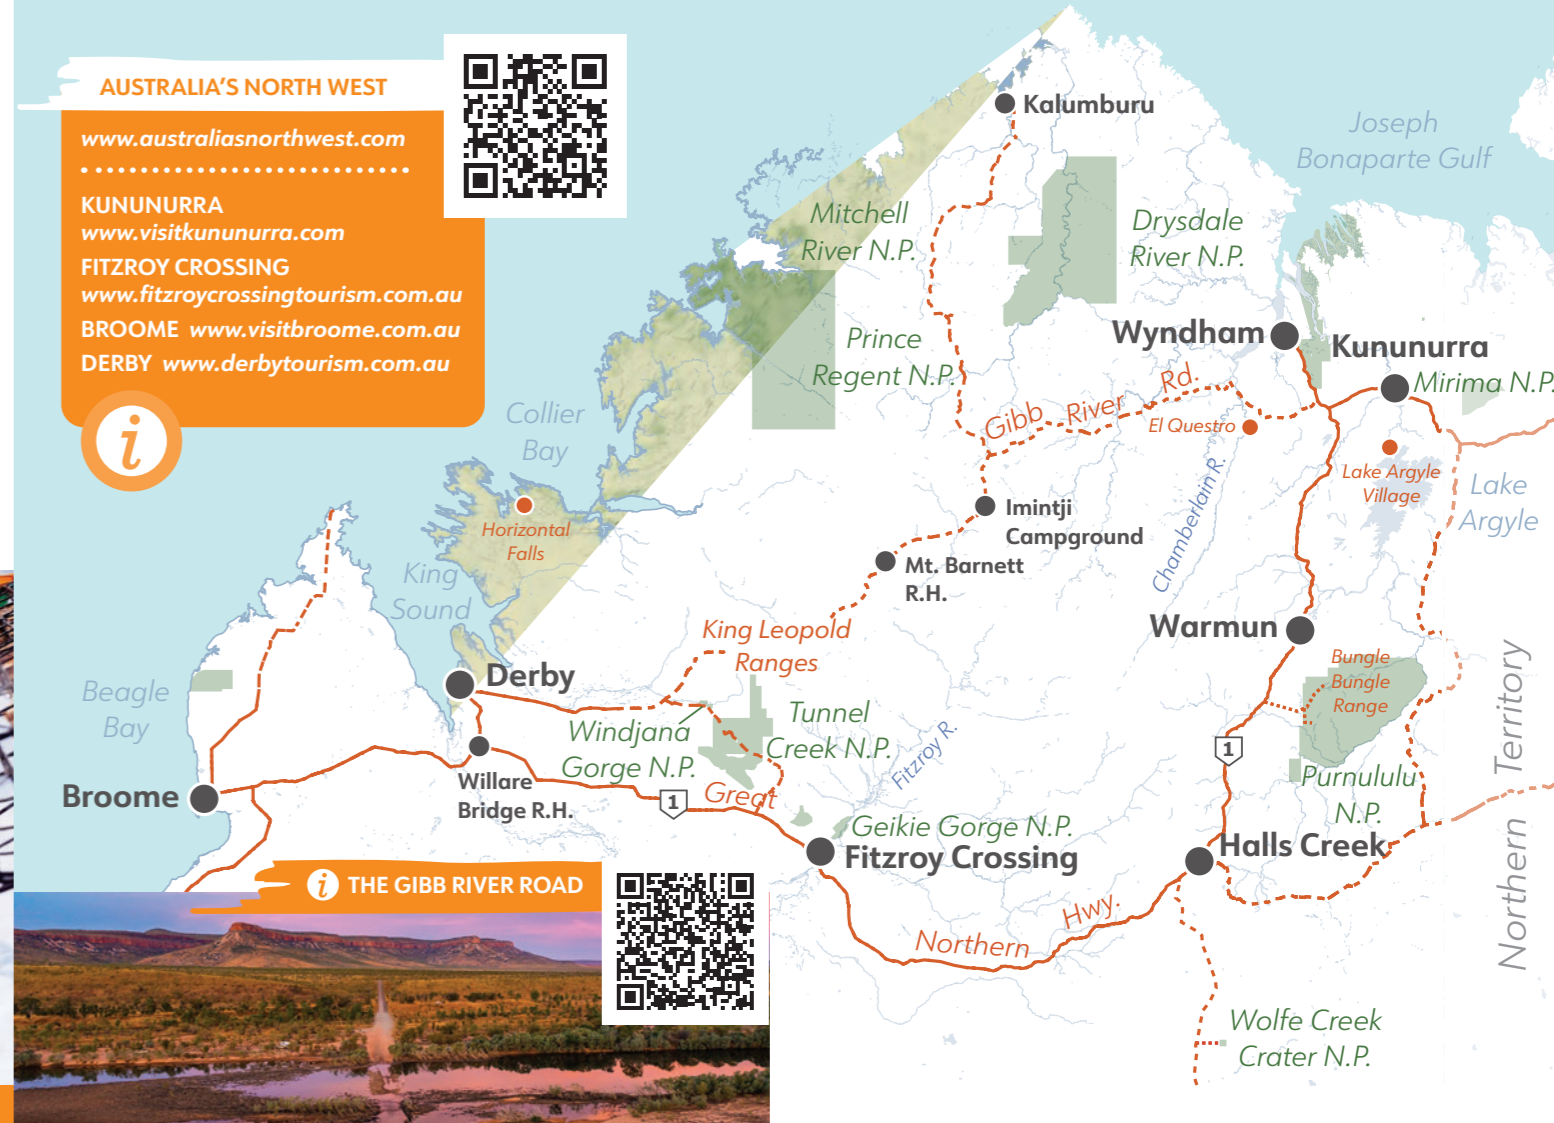 AUSTRALIA'S NORTH WEST
www.australiasnorthwest.com
KUNUNURRA
www.visitkununurra.com
FITZROY CROSSING
www.fitzroycrossingtourism.com.au
BROOME www.visitbroome.com.au
DERBY www.derbytourism.com.au
i
Kalumburu
Joseph
Bonaparte Gulf
Mitchell
River N.P.
Drysdale
River N.P.
Prince
Regent N.P.
Wyndham
Kununurra
Mirima N.P.
Gibb River Rd.
El Questro
Collier
Bay
Lake Argyle
Village
Lake
Argyle
Chamberlain R.
Horizontal
Falls
Imintji
Campground
Mt. Barnett
R.H.
King
Sound
King Leopold
Ranges
Warmun
Bungle
Bungle
Range
Derby
Beagle
Bay
Windjana
Gorge N.P.
Tunnel
Creek N.P.
Fitzroy R.
Northern Territory
1
Purnululu
N.P.
Willare
Bridge R.H.
Broome
1
Great
Geikie Gorge N.P.
Fitzroy Crossing
Halls Creek
Northern
Hwy.
Wolfe Creek
Crater N.P.
i THE GIBB RIVER ROAD